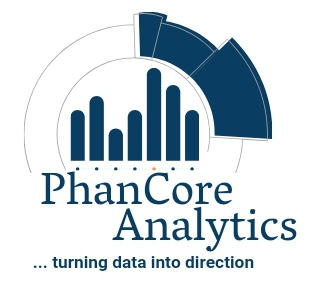 PhanCore
Analytics
... turning data into direction